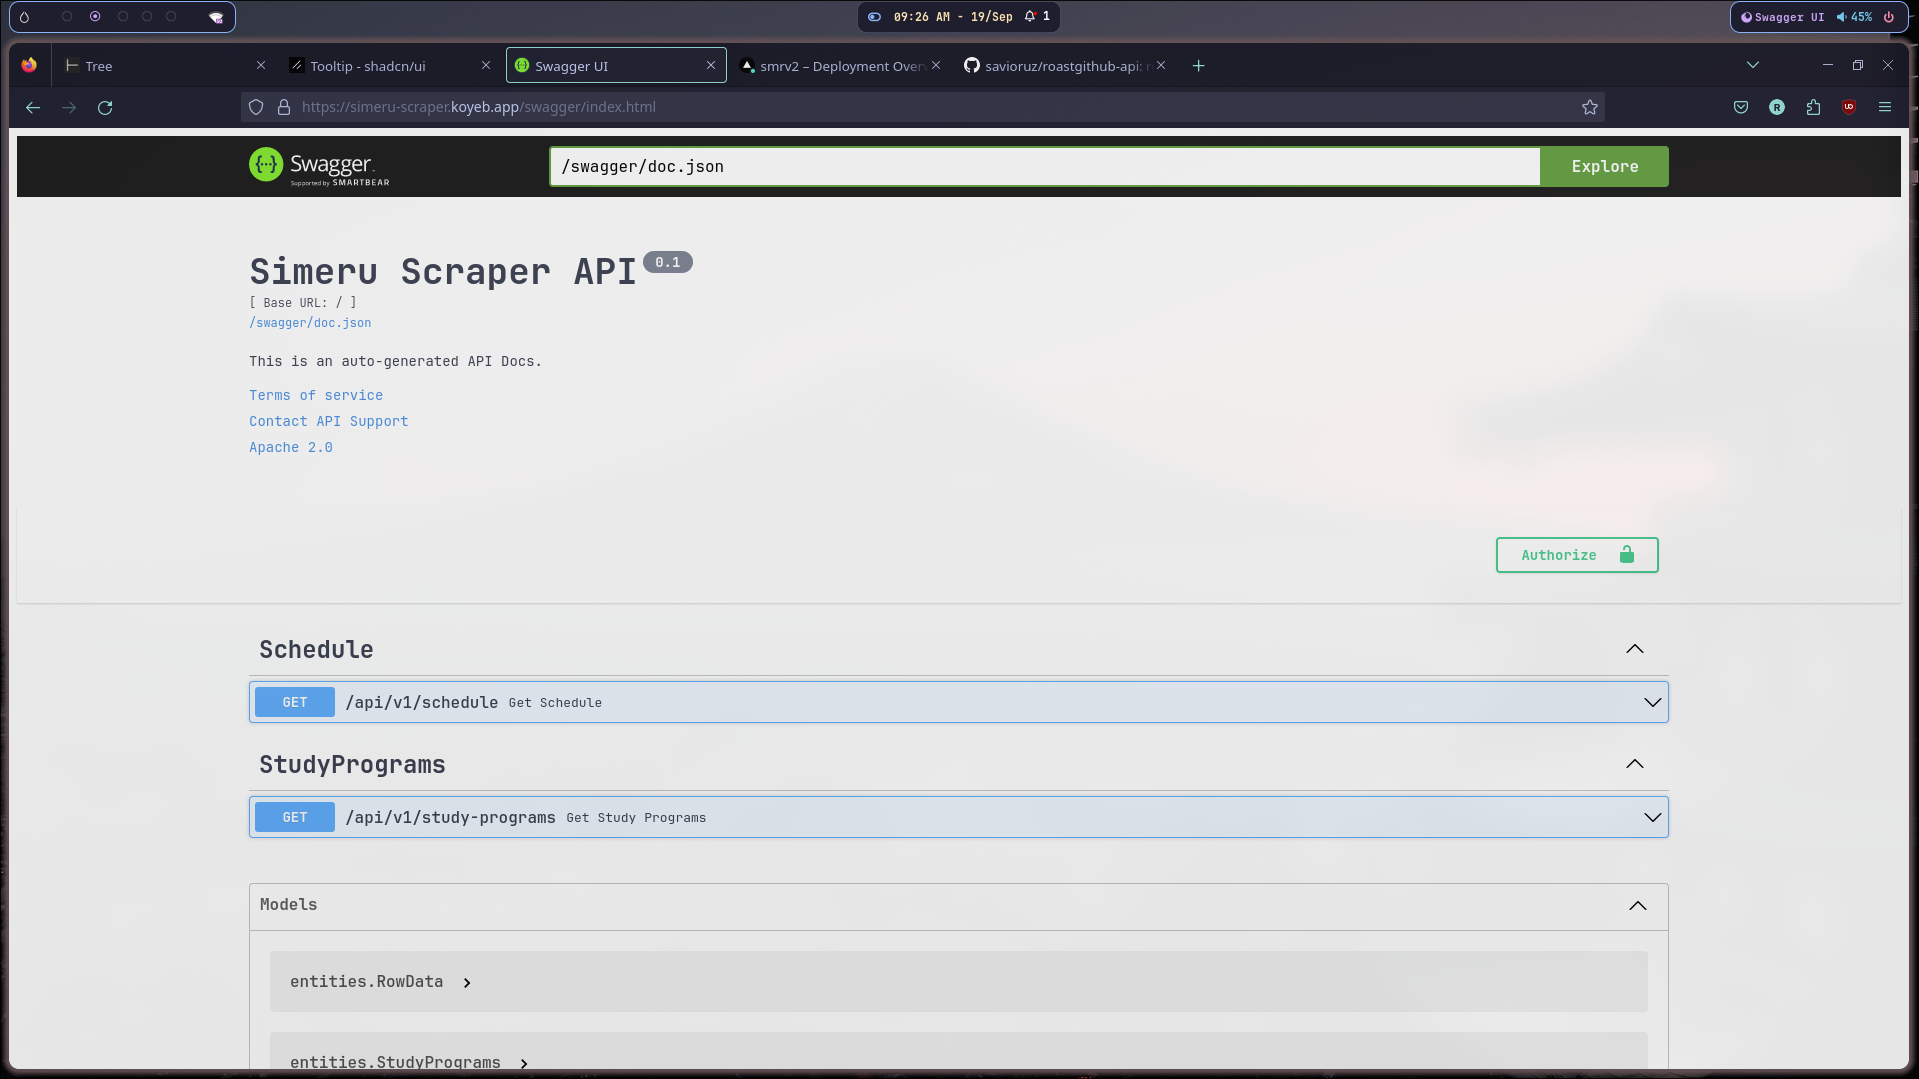 09:26 AM - 19/Sep 1
Swagger UI 45%
Tree
Tooltip - shadcn/ui
Swagger UI
smrv2 – Deployment Over
savioruz/roastgithub-api: r
https://simeru-scraper.koyeb.app/swagger/index.html
Swagger
Supported by SMARTBEAR
/swagger/doc.json
Explore
Simeru Scraper API 0.1
[ Base URL: / ]
/swagger/doc.json
This is an auto-generated API Docs.
Terms of service
Contact API Support
Apache 2.0
Authorize
Schedule
GET /api/v1/schedule Get Schedule
StudyPrograms
GET /api/v1/study-programs Get Study Programs
Models
entities.RowData
entities.StudyPrograms